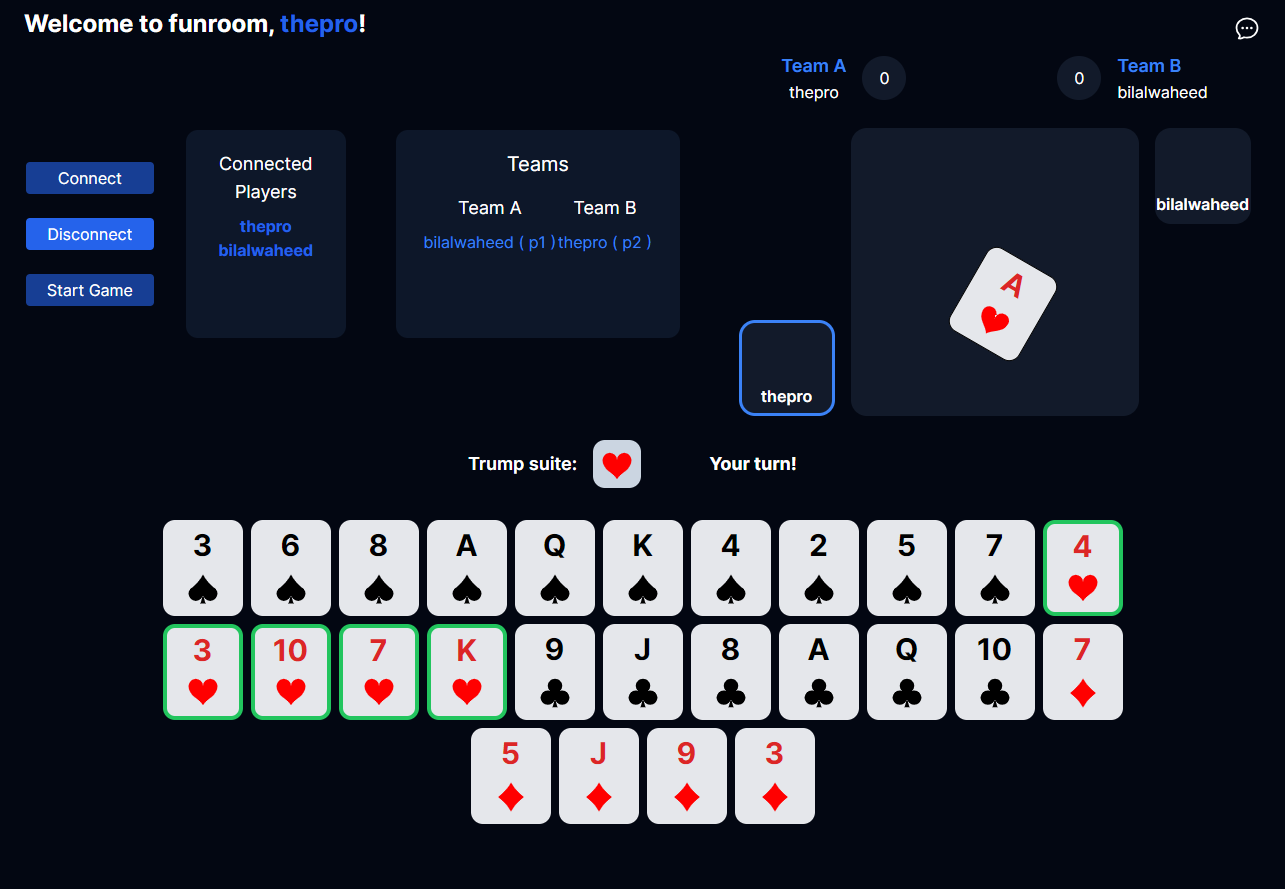 Welcome to funroom, thepro!
Team A
thepro
0
0
Team B
bilalwaheed
Connect
Disconnect
Start Game
Connected
Players
thepro
bilalwaheed
Teams
Team A Team B
bilalwaheed ( p1 ) thepro ( p2 )
bilalwaheed
A
thepro
Trump suite:
Your turn!
3 6 8 A Q K 4 2 5 7 4
3 10 7 K 9 J 8 A Q 10 7
5 J 9 3